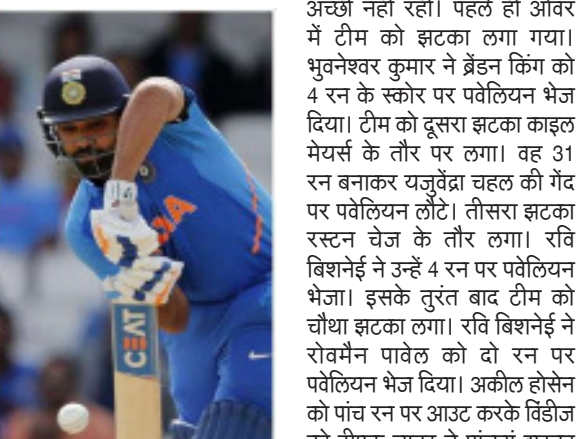 अच्छी नहीं रही। पहले ही ओवर
में टीम को झटका लगा गया।
भुवनेश्वर कुमार ने ब्रेंडन किंग को
4 रन के स्कोर पर पवेलियन भेज
दिया। टीम को दूसरा झटका काइल
मेयर्स के तौर पर लगा। वह 31
रन बनाकर यजुवेंद्रा चहल की गेंद
पर पवेलियन लौटे। तीसरा झटका
रस्टन चेज के तौर लगा। रवि
बिशनेई ने उन्हें 4 रन पर पवेलियन
भेजा। इसके तुरंत बाद टीम को
चौथा झटका लगा। रवि बिशनेई ने
रोवमैन पावेल को दो रन पर
पवेलियन भेज दिया। अकील होसेन
को पांच रन पर आउट करके विंडीज
CEAT